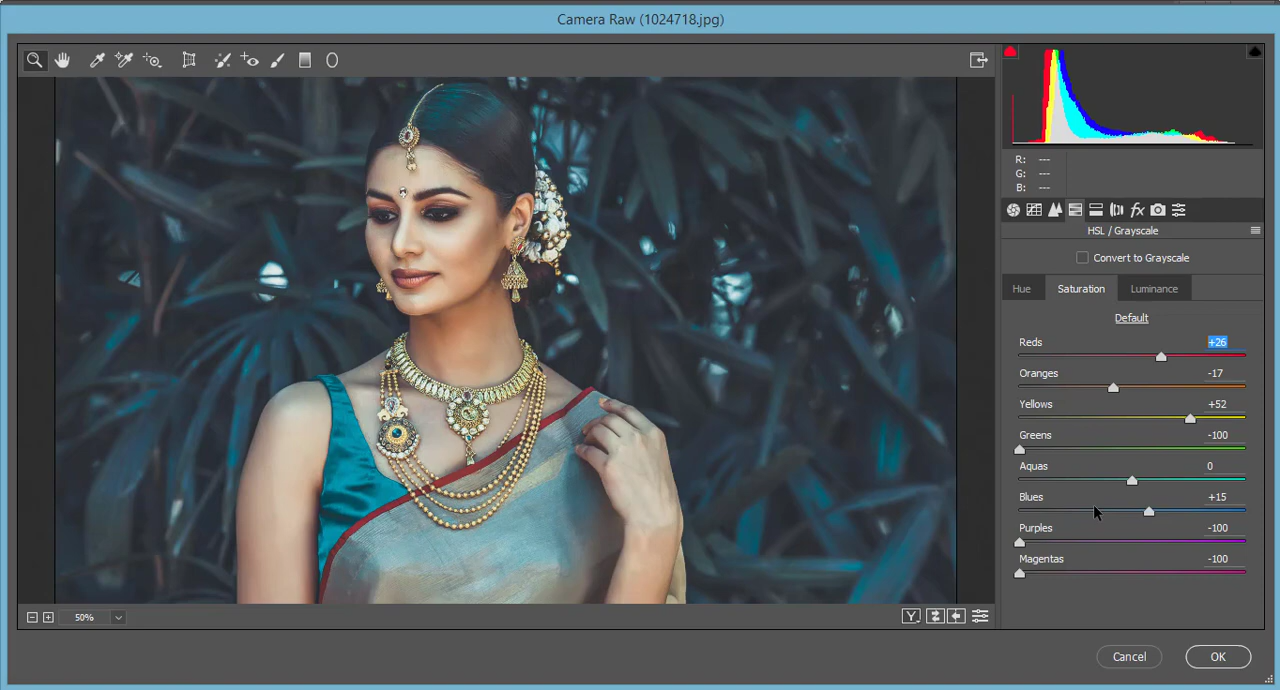 Camera Raw (1024718.jpg)
R: ---
G: ---
B: ---
fx
HSL / Grayscale
Convert to Grayscale
Hue Saturation Luminance
Default
Reds +26
Oranges -17
Yellows +52
Greens -100
Aquas 0
Blues +15
Purples -100
Magentas -100
50% Y
Cancel OK